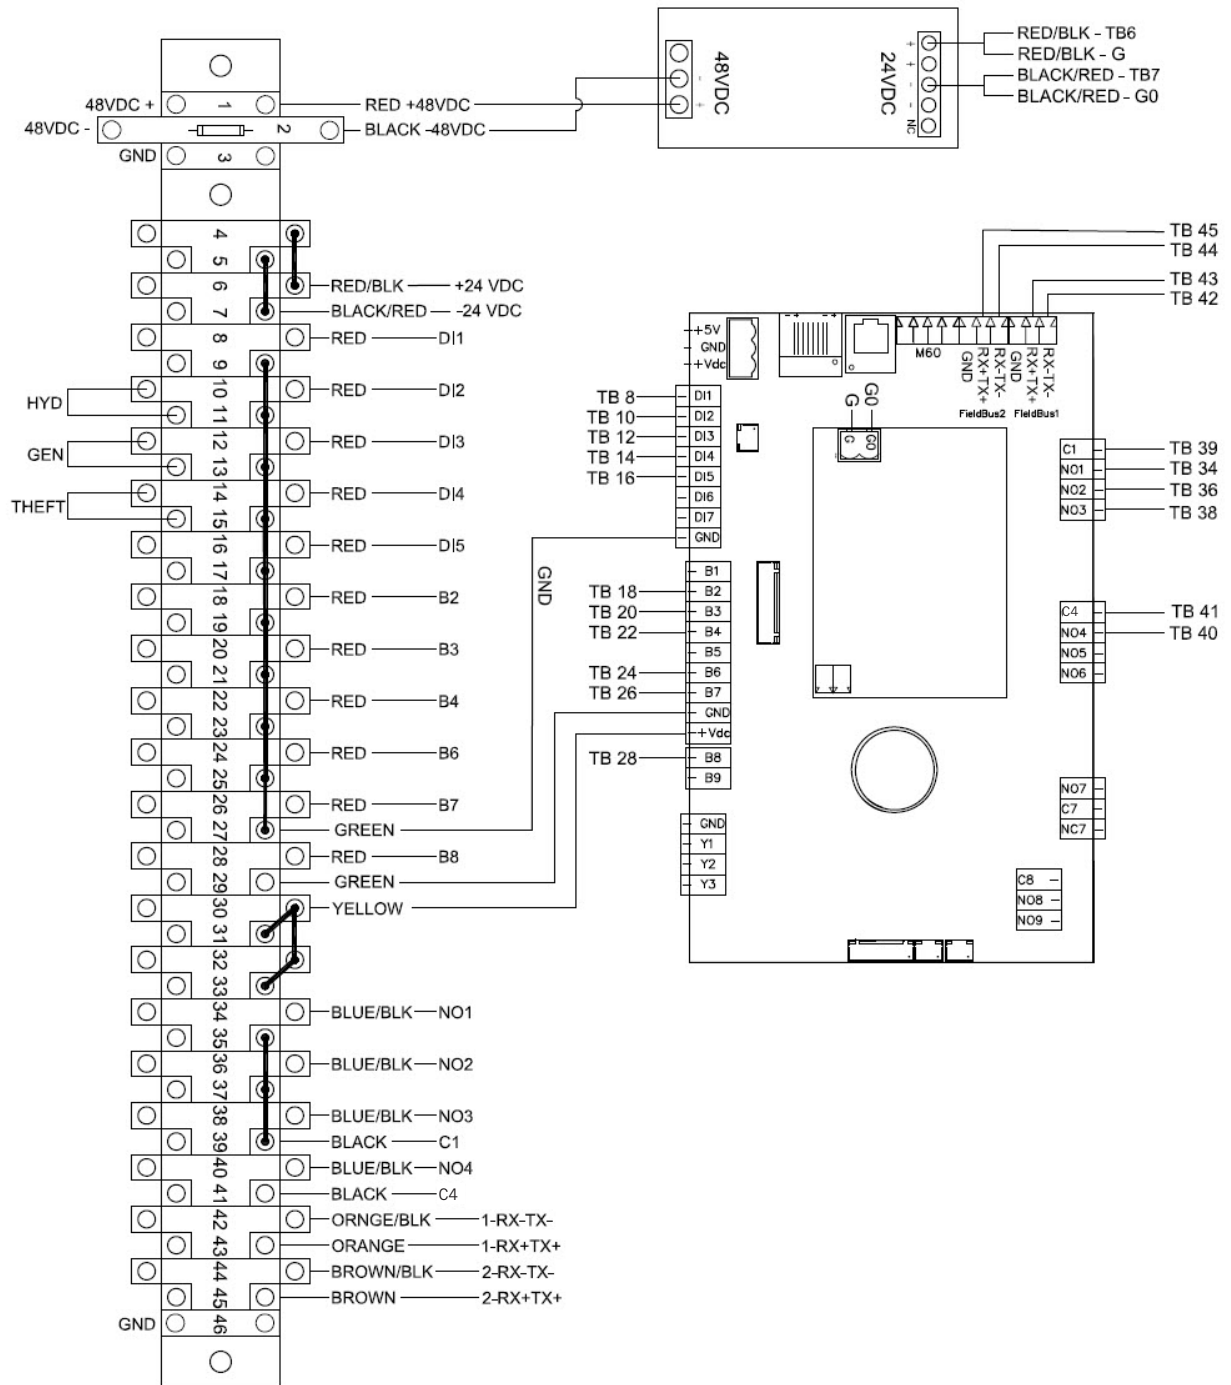 RED/BLK - TB6
RED/BLK - G
BLACK/RED - TB7
BLACK/RED - G0
48VDC
-
+
24VDC
+
+
-
-
NC
48VDC +
1
RED +48VDC
48VDC -
2
BLACK -48VDC
GND
3
4
5
6
RED/BLK
+24 VDC
7
BLACK/RED
-24 VDC
8
RED
DI1
9
10
RED
DI2
HYD
11
12
RED
DI3
GEN
13
14
RED
DI4
THEFT
15
16
RED
DI5
17
18
RED
B2
19
20
RED
B3
21
22
RED
B4
23
24
RED
B6
25
26
RED
B7
27
GREEN
28
RED
B8
29
GREEN
30
YELLOW
31
32
33
34
BLUE/BLK
NO1
35
36
BLUE/BLK
NO2
37
38
BLUE/BLK
NO3
39
BLACK
C1
40
BLUE/BLK
NO4
41
BLACK
C4
42
ORNGE/BLK
1-RX-TX-
43
ORANGE
1-RX+TX+
44
BROWN/BLK
2-RX-TX-
45
BROWN
2-RX+TX+
GND
46
GND
TB 45
TB 44
TB 43
TB 42
+5V
GND
+Vdc
M60
GND
RX+TX+
RX-TX-
GND
RX+TX+
RX-TX-
FieldBus2
FieldBus1
G
G0
G
G0
TB 8
DI1
TB 10
DI2
TB 12
DI3
TB 14
DI4
TB 16
DI5
DI6
DI7
GND
B1
TB 18
B2
TB 20
B3
TB 22
B4
B5
TB 24
B6
TB 26
B7
GND
+Vdc
TB 28
B8
B9
GND
Y1
Y2
Y3
C1
TB 39
NO1
TB 34
NO2
TB 36
NO3
TB 38
C4
TB 41
NO4
TB 40
NO5
NO6
NO7
C7
NC7
C8
NO8
NO9